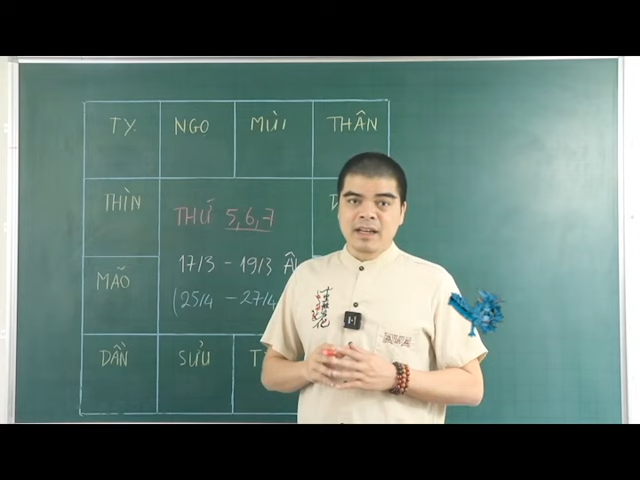 TỴ NGỌ MÙI THÂN
THÌN
THỨ 5,6,7
17/3 - 19/3
MÃO
(25/4 - 27/4
DẦN SỬU